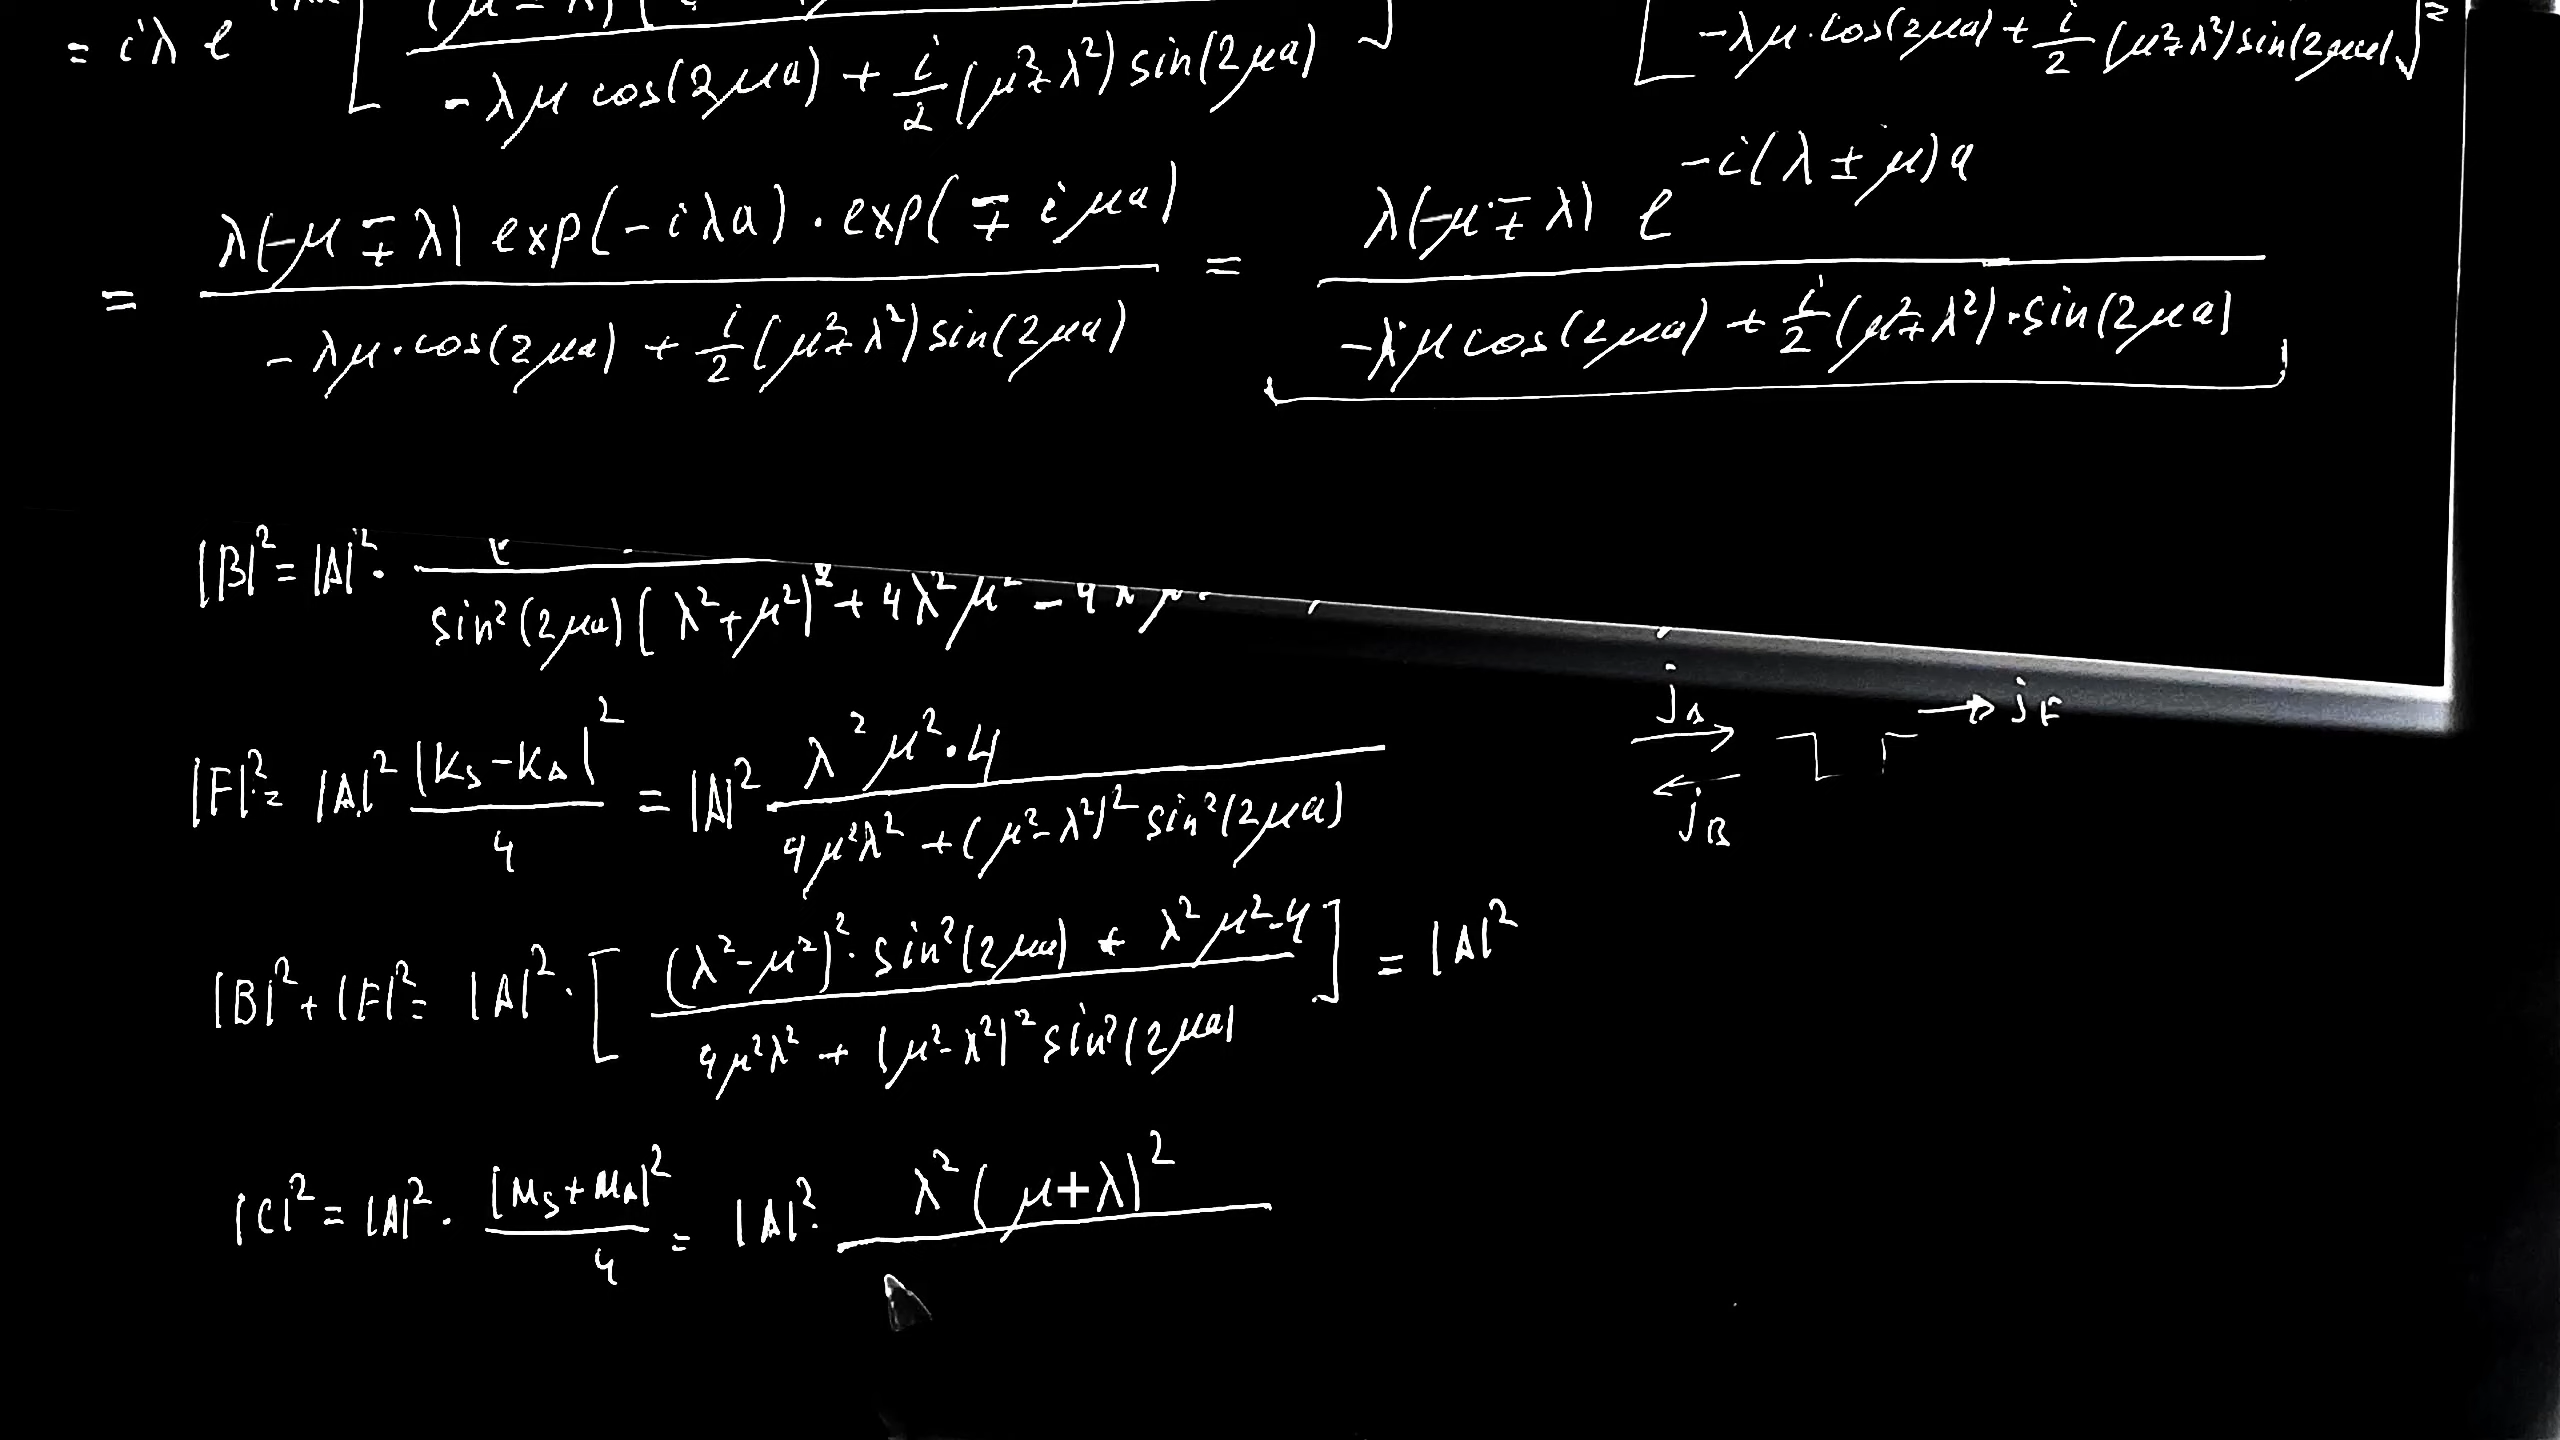 = iλ e [ / -λμ cos(2μa) + i/2 (μ² ∓ λ²) sin(2μa) ]
[ -λμ·cos(2μa) + i/2 (μ² ∓ λ²) sin(2μa) ] =
= λ(-μ ∓ λ) exp(-iλa) · exp(∓ iμa) / -λμ·cos(2μa) + i/2 (μ² ∓ λ²) sin(2μa) = λ(-μ ∓ λ) e^{-i(λ ± μ)a} / -λμ cos(2μa) + i/2 (μ² ∓ λ²)·sin(2μa)
|B|² = |A|² · / sin²(2μa) [ (λ² + μ²)² + 4λ²μ² - 4
|F|² = |A|² |K_S - K_A|² / 4 = |A|² λ²μ²·4 / 4μ²λ² + (μ² - λ²)² sin²(2μa)
j_A
j_F
j_B
|B|² + |F|² = |A|² · [ (λ² - μ²)² · sin²(2μa) + λ²μ²·4 / 4μ²λ² + (μ² - λ²)² sin²(2μa) ] = |A|²
|C|² = |A|² · |M_S + M_A|² / 4 = |A|² · λ² (μ + λ)² /